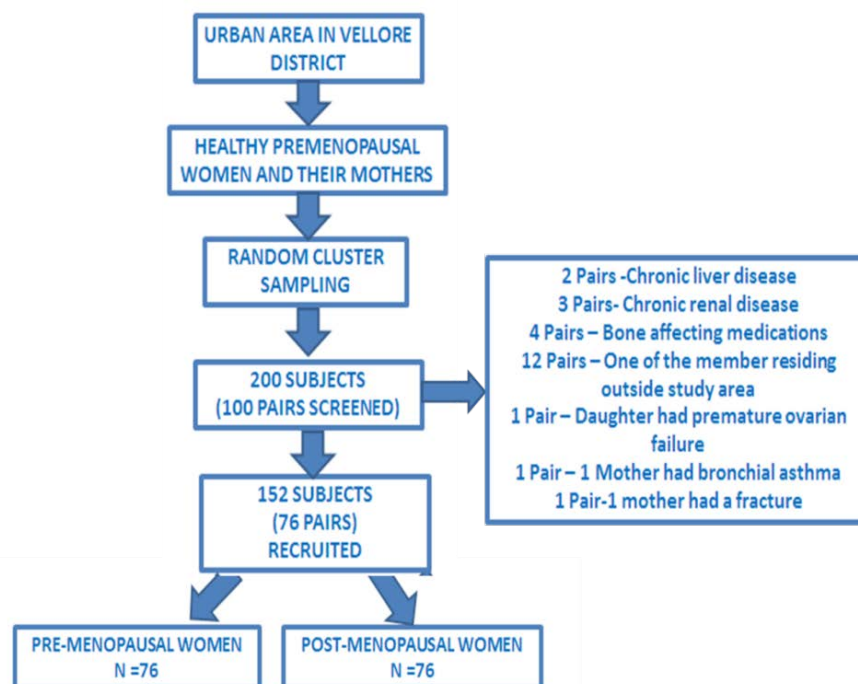 URBAN AREA IN VELLORE
DISTRICT
HEALTHY PREMENOPAUSAL
WOMEN AND THEIR MOTHERS
RANDOM CLUSTER
SAMPLING
200 SUBJECTS
(100 PAIRS SCREENED)
2 Pairs -Chronic liver disease
3 Pairs- Chronic renal disease
4 Pairs – Bone affecting medications
12 Pairs – One of the member residing
outside study area
1 Pair – Daughter had premature ovarian
failure
1 Pair – 1 Mother had bronchial asthma
1 Pair-1 mother had a fracture
152 SUBJECTS
(76 PAIRS)
RECRUITED
PRE-MENOPAUSAL WOMEN
N =76
POST-MENOPAUSAL WOMEN
N =76